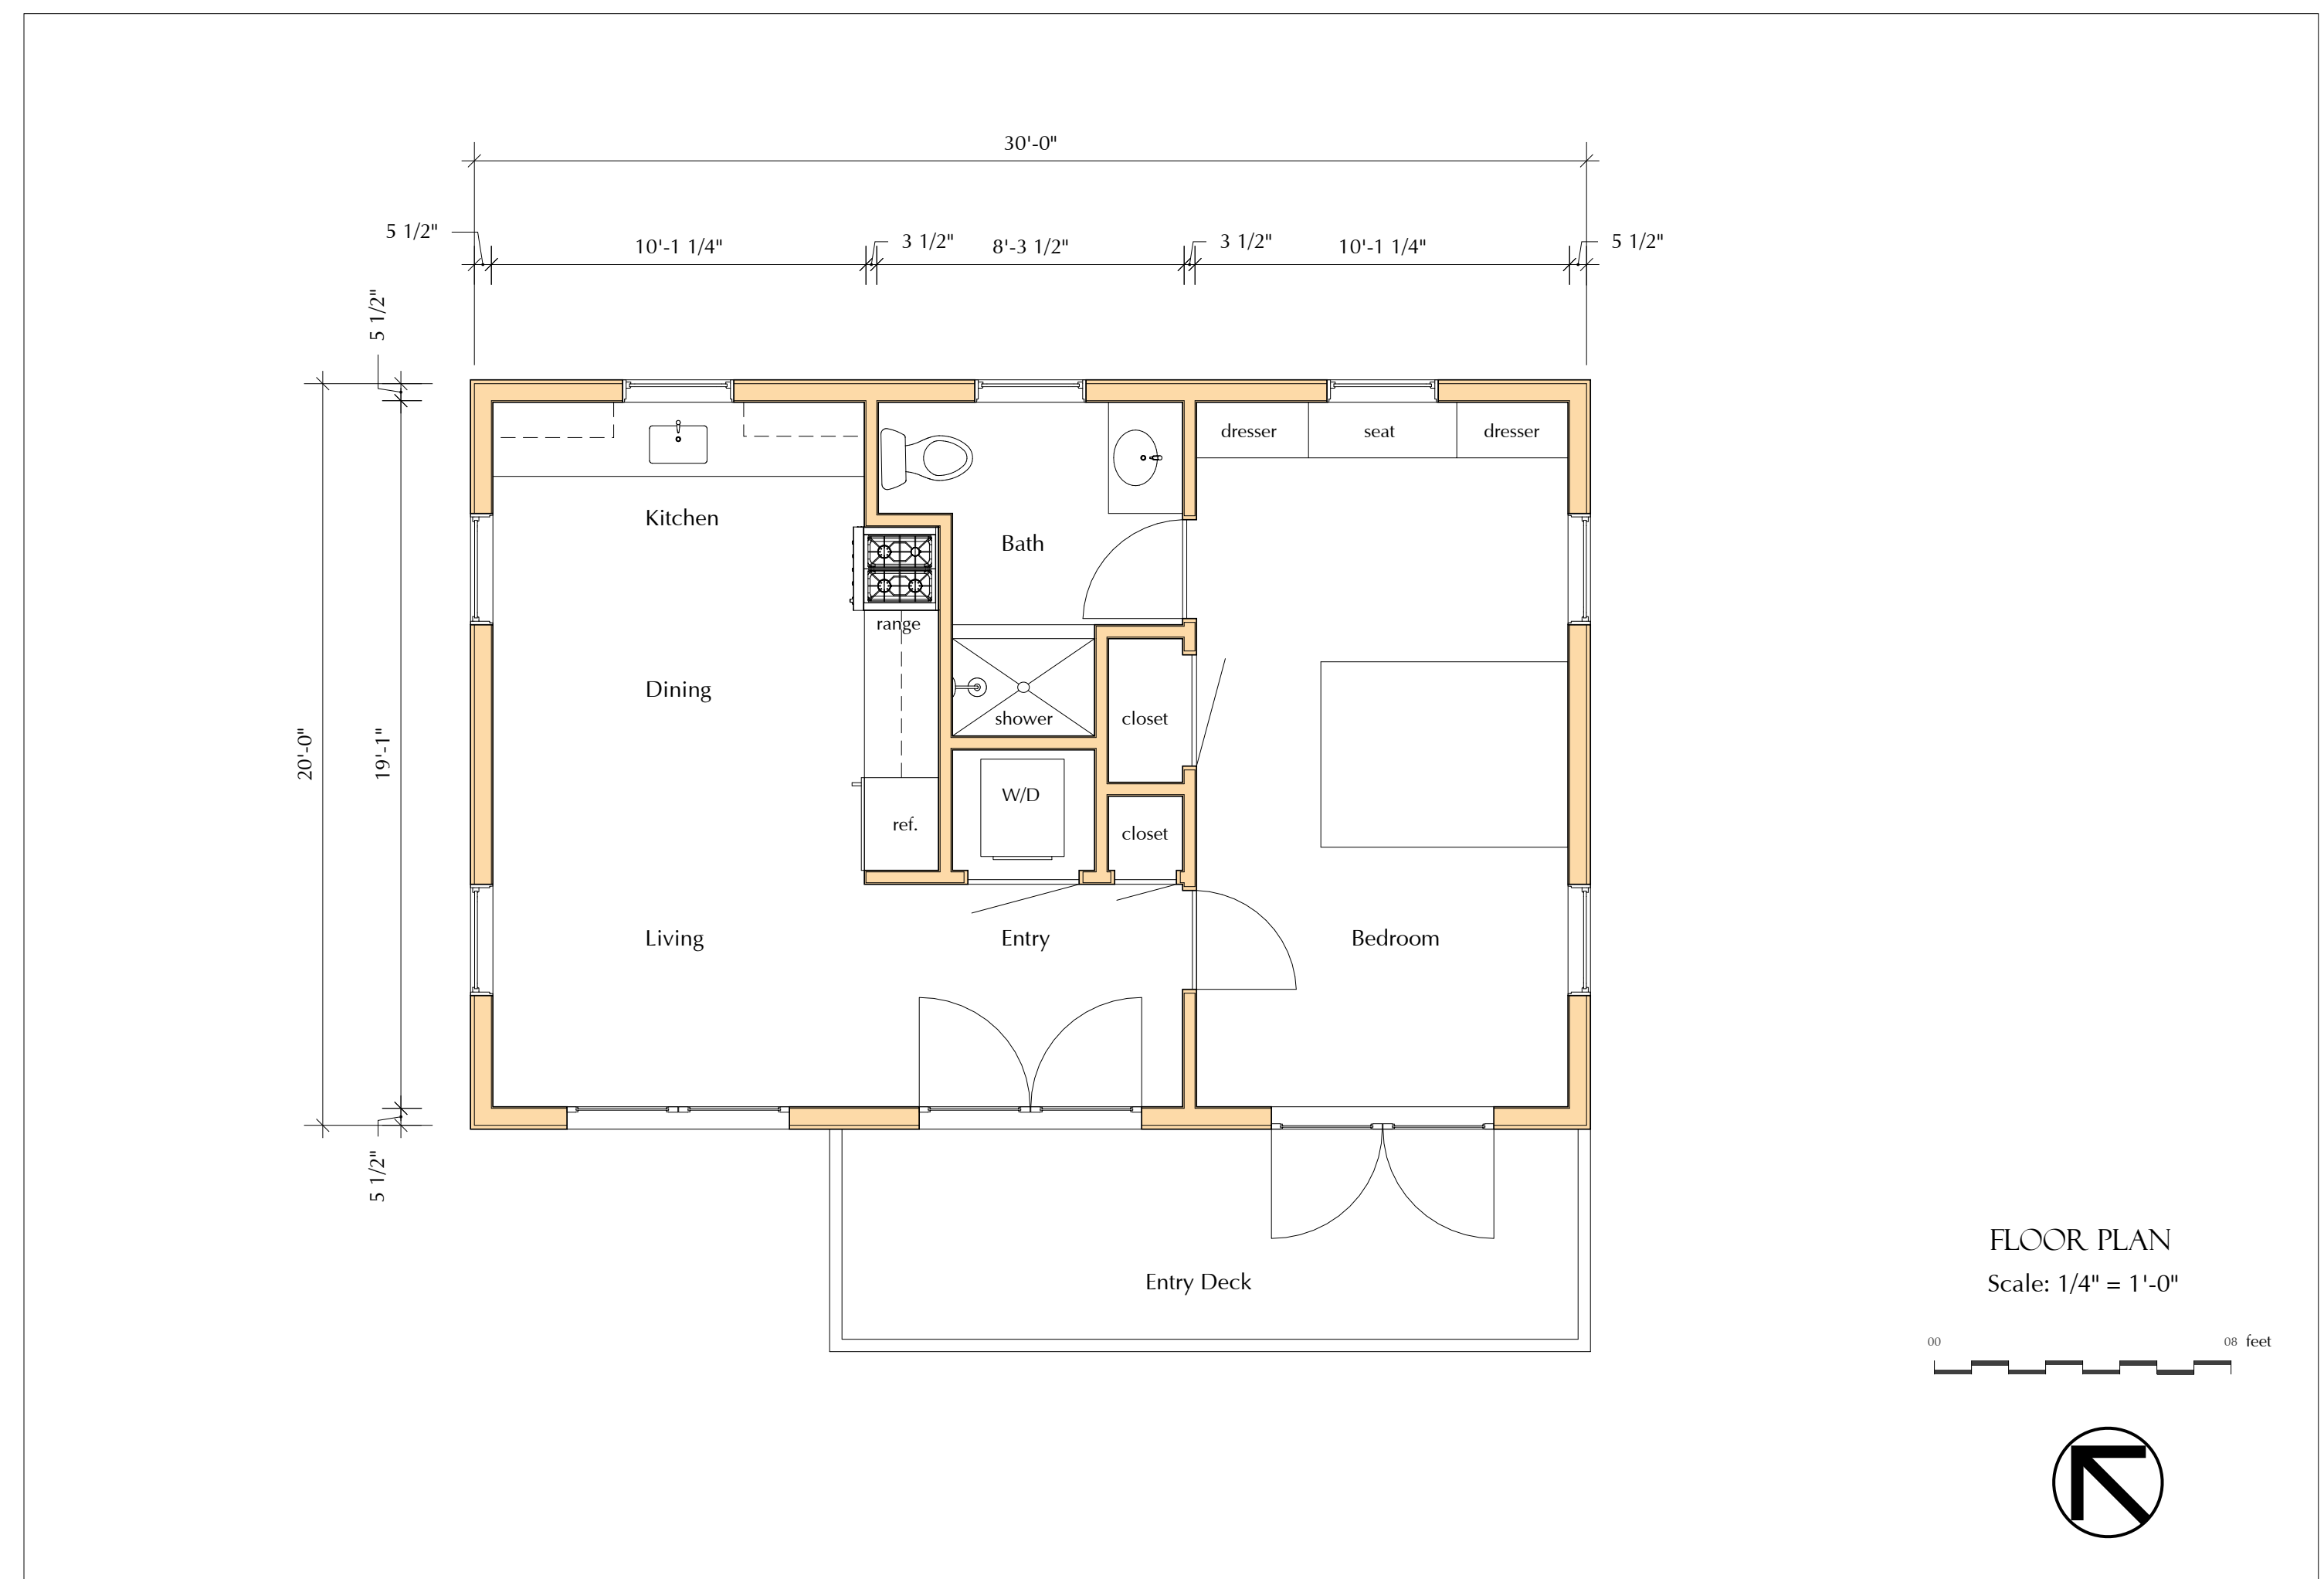 30'-0"
5 1/2"
10'-1 1/4"
3 1/2"
8'-3 1/2"
3 1/2"
10'-1 1/4"
5 1/2"
5 1/2"
20'-0"
19'-1"
5 1/2"
dresser
seat
dresser
Kitchen
Bath
range
Dining
shower
closet
W/D
ref.
closet
Living
Entry
Bedroom
Entry Deck
FLOOR PLAN
Scale: 1/4" = 1'-0"
00
08 feet